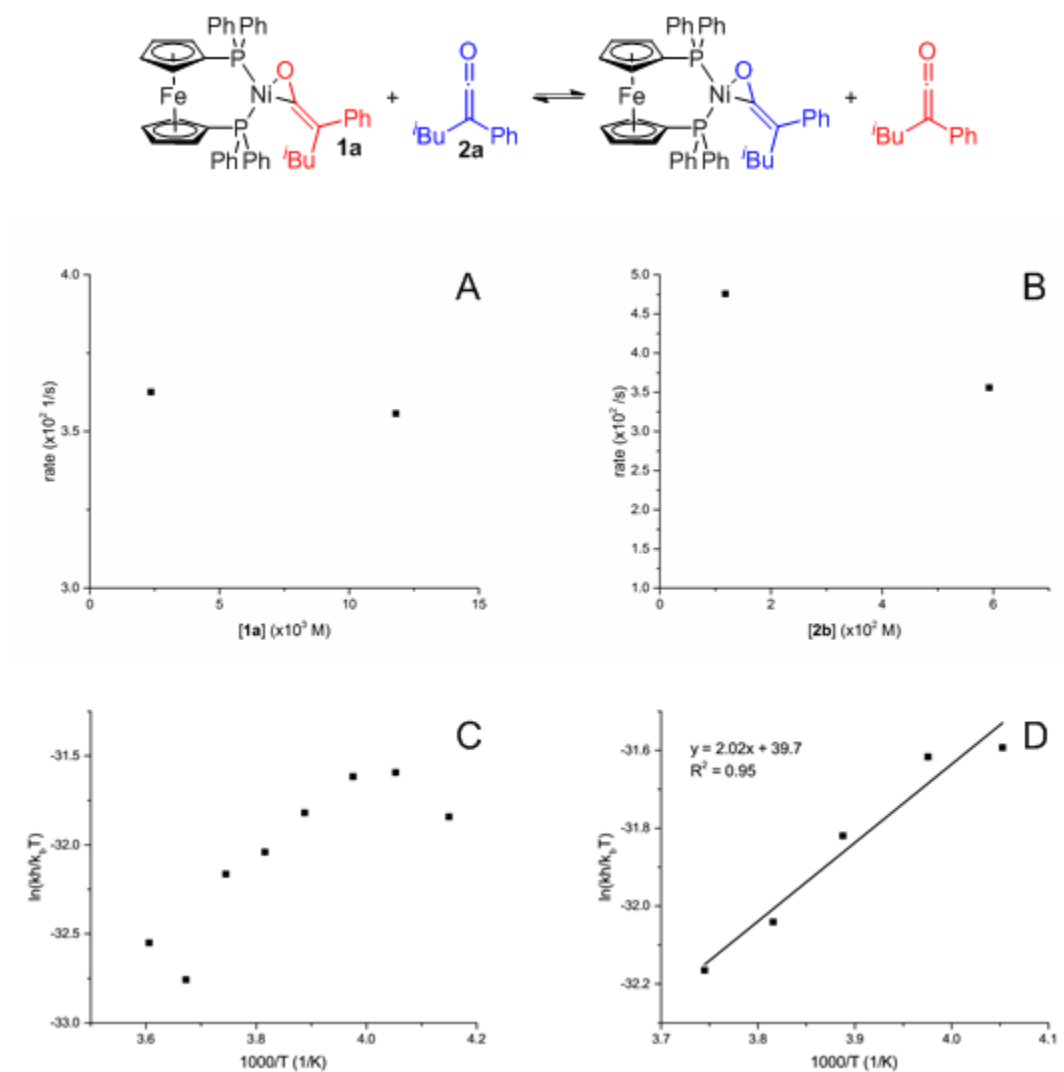 Ph Ph
P
O
Fe
Ni
+
Ph
P
iBu
1a
Ph Ph
Ph Ph
O
iBu
2a
Ph
Ph Ph
P
O
Fe
Ni
Ph
P
iBu
Ph Ph
Ph Ph
+
O
iBu
Ph
A
4.0
3.5
3.0
rate (x10² 1/s)
0 5 10 15
[1a] (x10³ M)
B
5.0
4.5
4.0
3.5
3.0
2.5
2.0
1.5
1.0
rate (x10² /s)
0 2 4 6
[2b] (x10² M)
C
-31.5
-32.0
-32.5
-33.0
ln(kh/kbT)
3.6 3.8 4.0 4.2
1000/T (1/K)
D
y = 2.02x + 39.7
R² = 0.95
-31.6
-31.8
-32.0
-32.2
ln(kh/kbT)
3.7 3.8 3.9 4.0 4.1
1000/T (1/K)